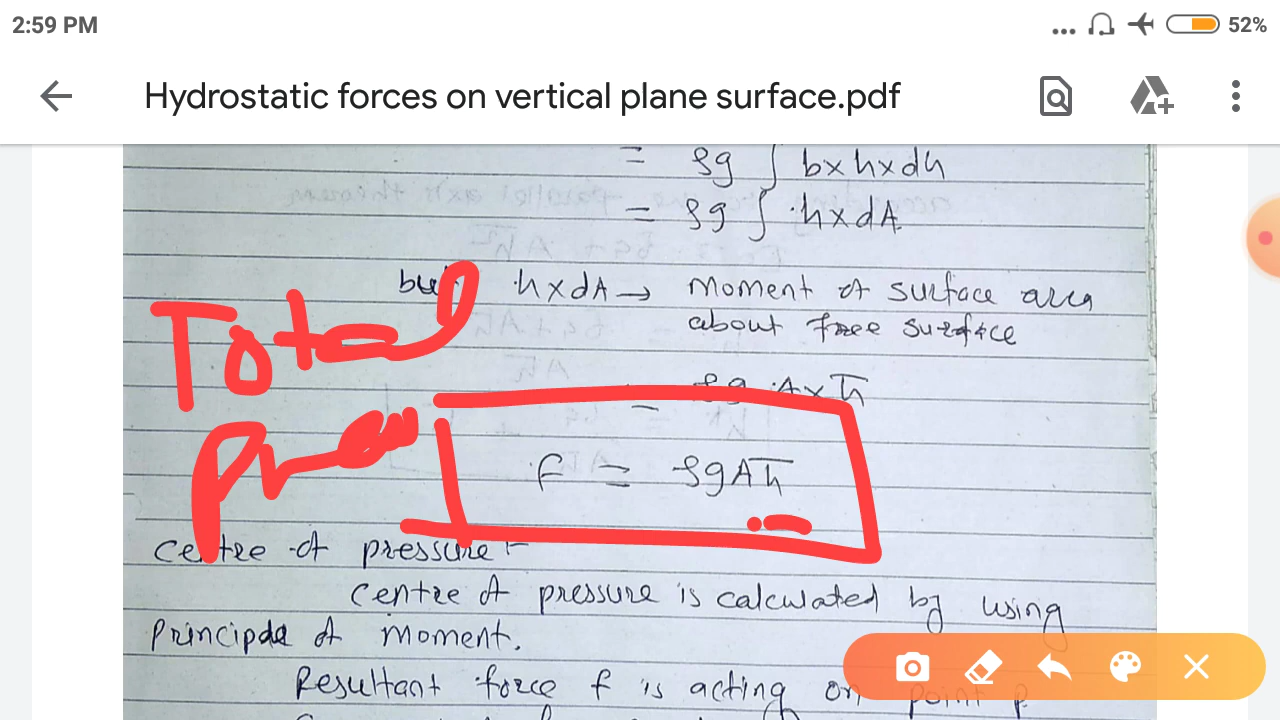 2:59 PM
... 52%
Hydrostatic forces on vertical plane surface.pdf
= ρg ∫ b×h×dh
= ρg ∫ h×dA
but h×dA → Moment of surface area
about free surface
Total
= ρg A×h̅
F = ρgAh̅
Centre of pressure :-
Centre of pressure is calculated by using
Principle of Moment.
Resultant force F is acting on point P